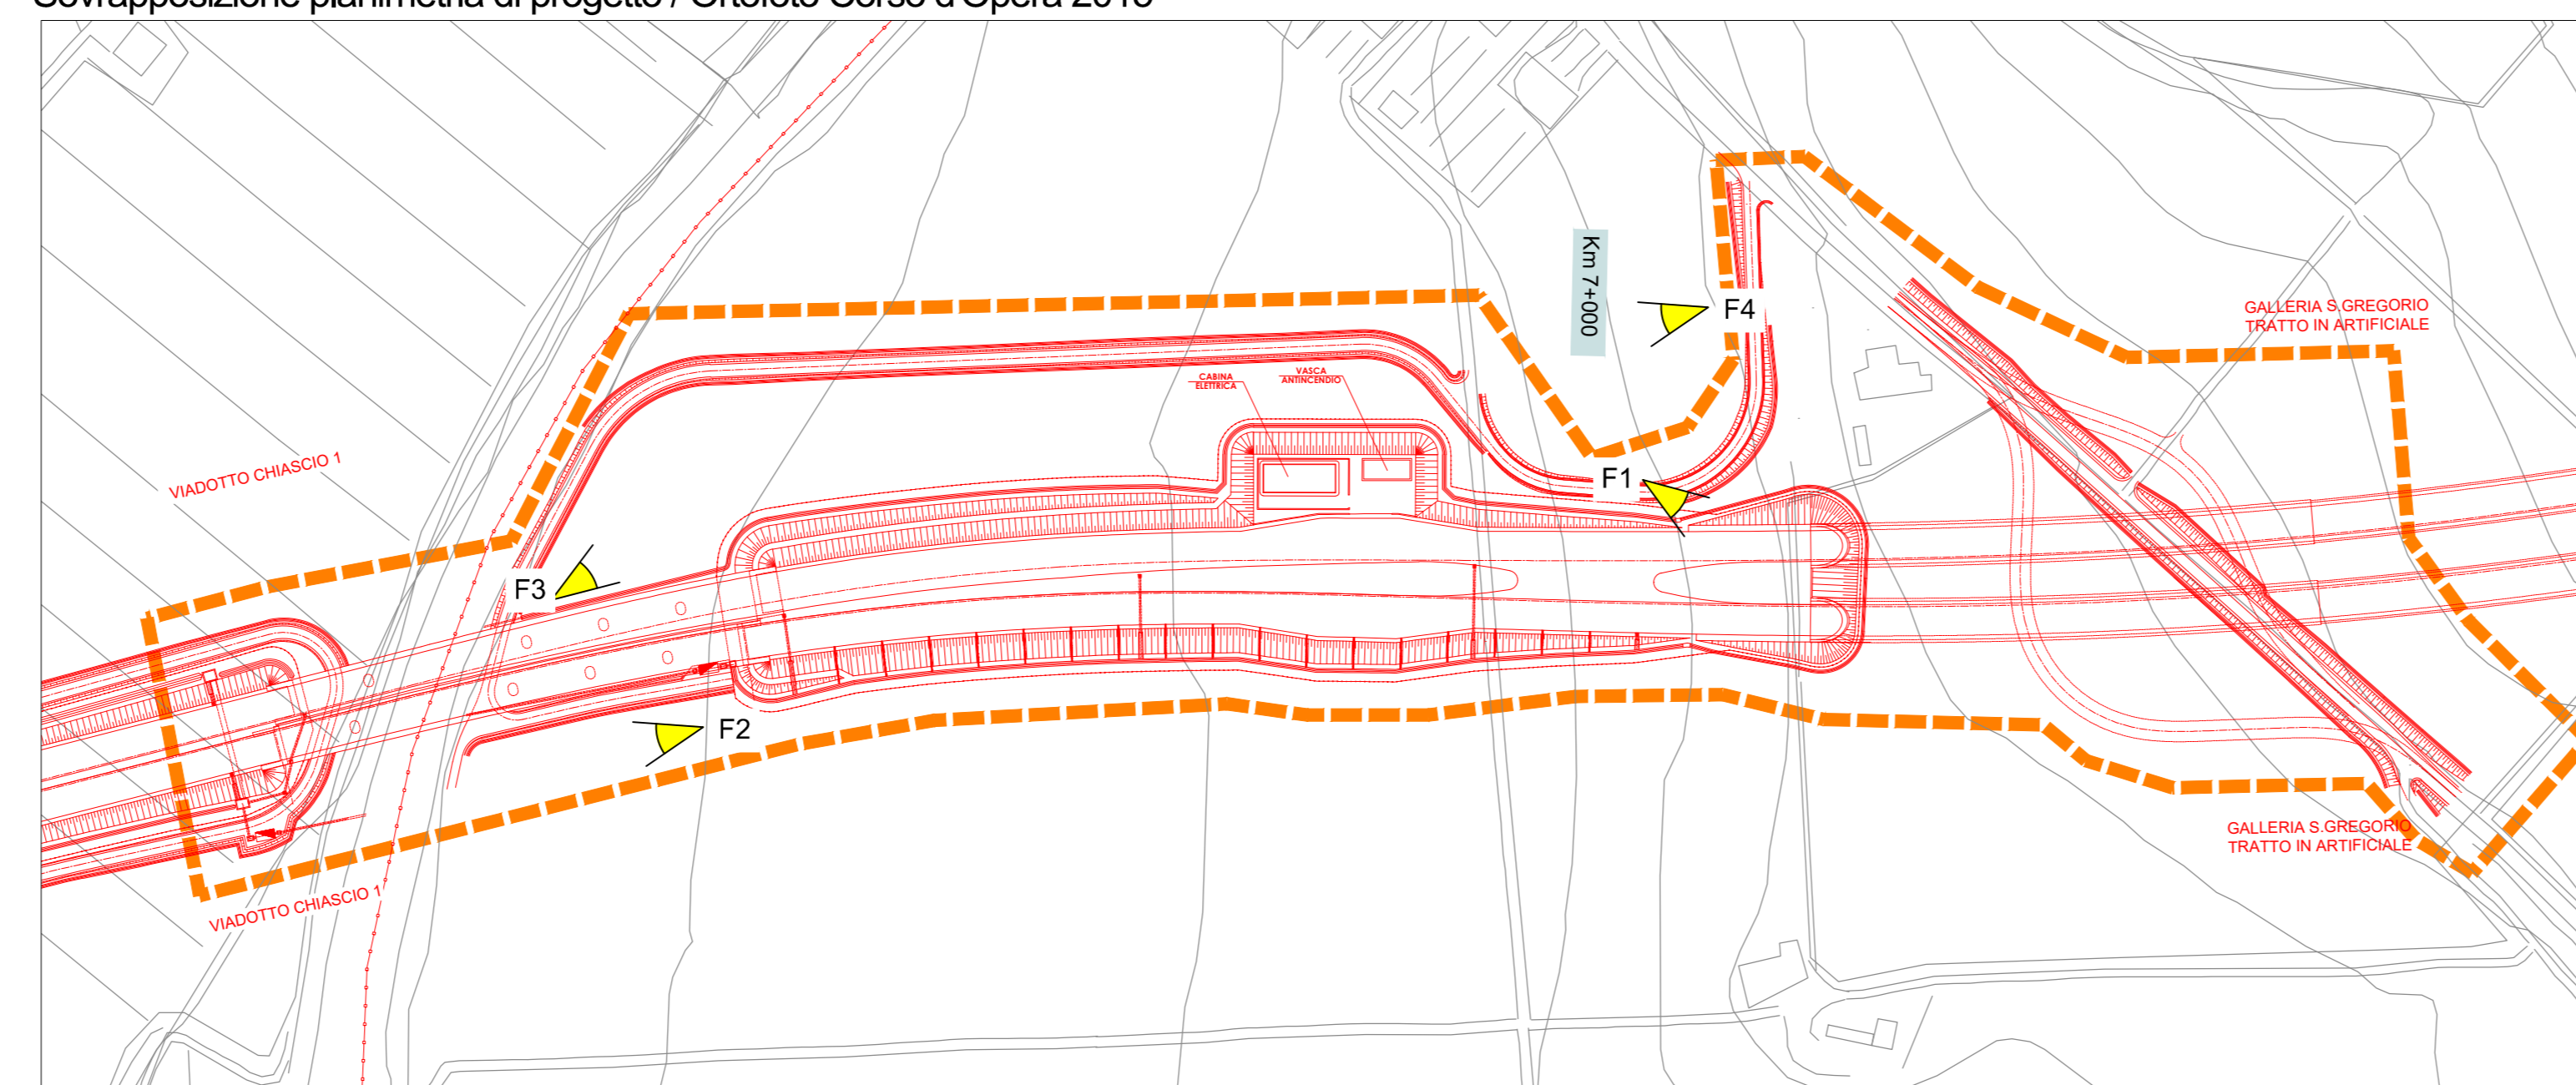 Sovrapposizione planimetria di progetto / Ortofoto Corso d'Opera
Km 7+000
F4
GALLERIA S.GREGORIO
TRATTO IN ARTIFICIALE
CABINA
ELETTRICA
VASCA
ANTINCENDIO
VIADOTTO CHIASCIO 1
F1
F3
F2
GALLERIA S.GREGORIO
TRATTO IN ARTIFICIALE
VIADOTTO CHIASCIO 1